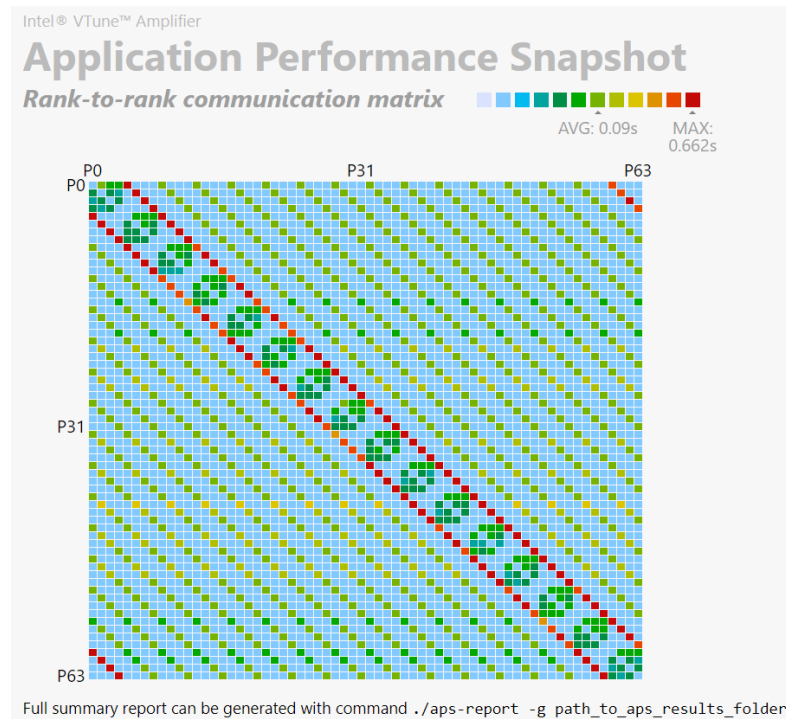 Intel® VTune™ Amplifier
Application Performance Snapshot
Rank-to-rank communication matrix
AVG: 0.09s
MAX:
0.662s
P0
P31
P63
P0
P31
P63
Full summary report can be generated with command ./aps-report -g path_to_aps_results_folder